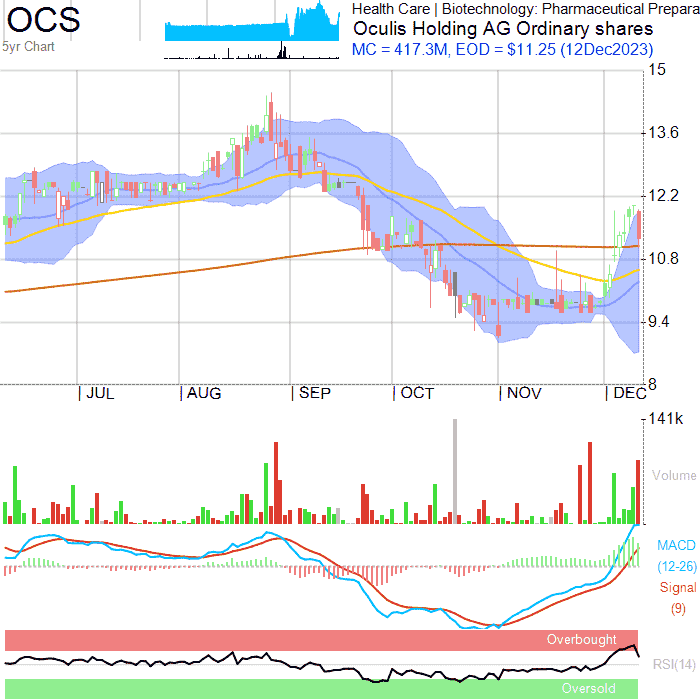 OCS
5yr Chart
Health Care | Biotechnology: Pharmaceutical Prepara
Oculis Holding AG Ordinary shares
MC = 417.3M, EOD = $11.25 (12Dec2023)
15
13.6
12.2
10.8
9.4
8
| JUL | AUG | SEP | OCT | NOV | DEC
141k
Volume
MACD
(12-26)
Signal
(9)
Overbought
RSI(14)
Oversold